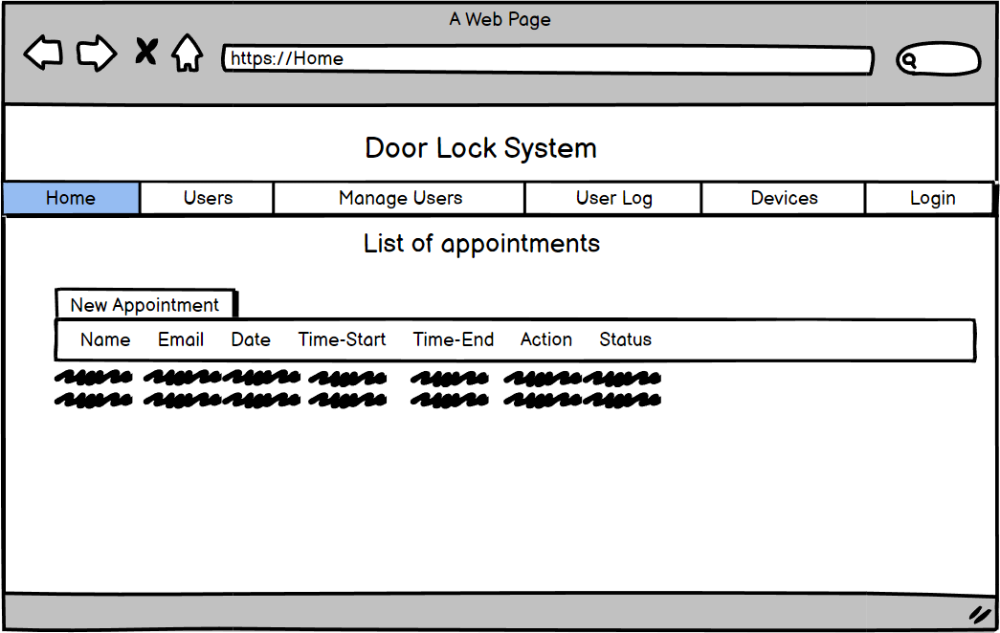 A Web Page
https://Home
Door Lock System
Home Users Manage Users User Log Devices Login
List of appointments
New Appointment
Name Email Date Time-Start Time-End Action Status